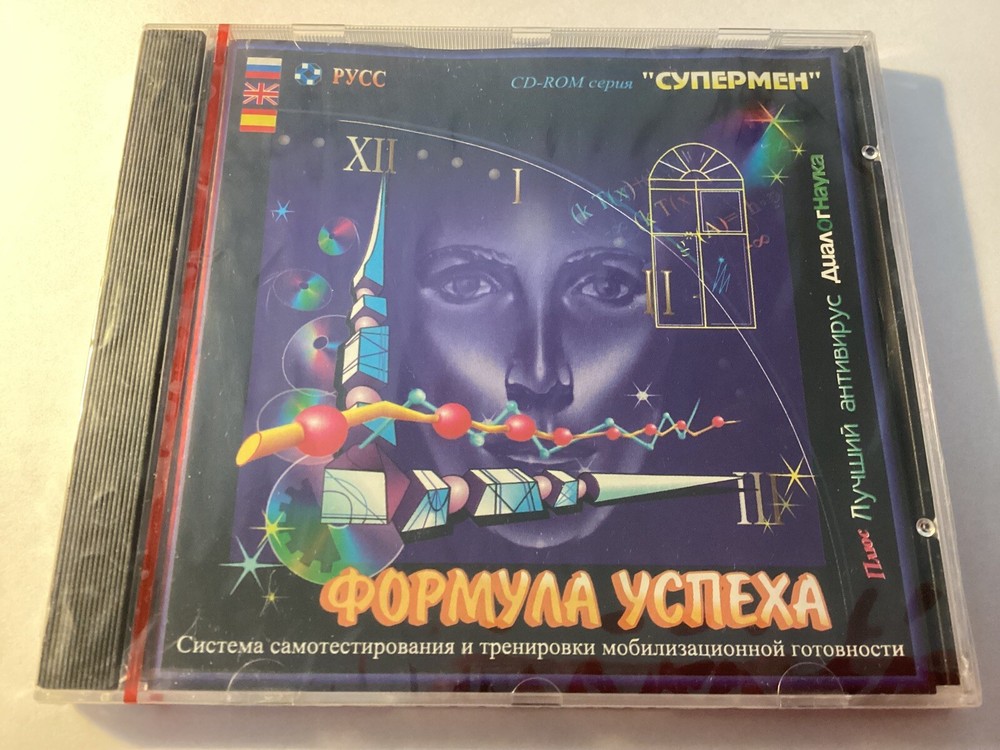 РУСС
CD-ROM серия "СУПЕРМЕН"
XII
I
II
III
Плюс Лучший антивирус ДиалогНаука
ФОРМУЛА УСПЕХА
Система самотестирования и тренировки мобилизационной готовности